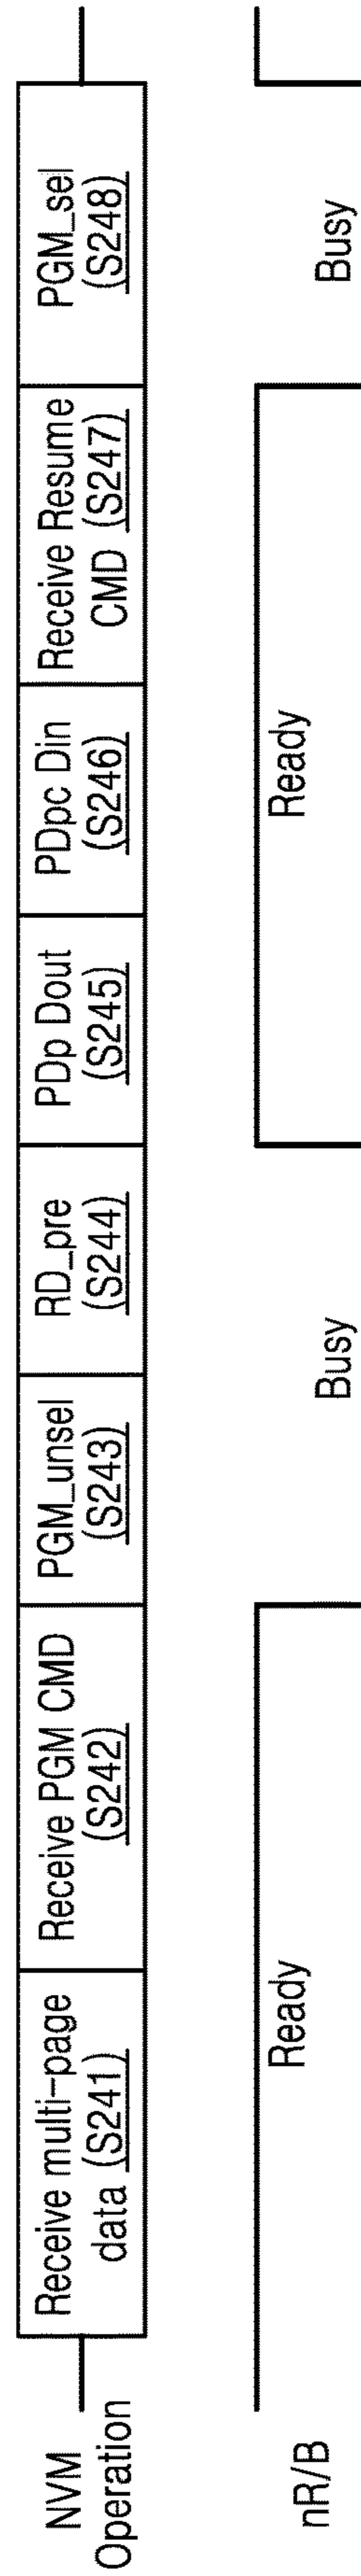 NVM
Operation
Receive multi-page
data (S241)
Receive PGM CMD
(S242)
PGM_unsel
(S243)
RD_pre
(S244)
PDp Dout
(S245)
PDpc Din
(S246)
Receive Resume
CMD (S247)
PGM_sel
(S248)
nR/B
Ready
Busy
Ready
Busy